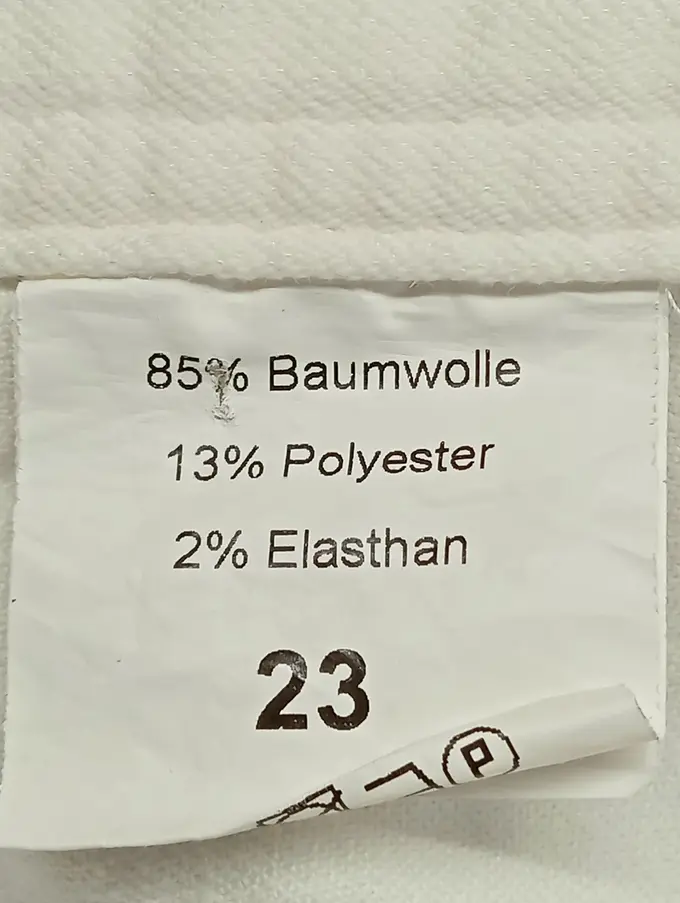 85% Baumwolle
13% Polyester
2% Elasthan
23
P